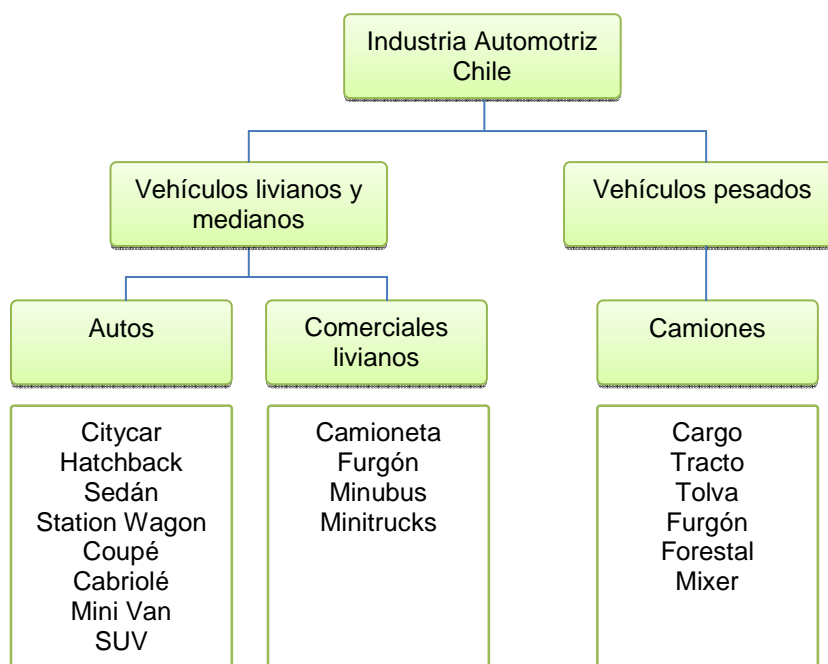 Industria Automotriz
Chile
Vehículos livianos y
medianos
Vehículos pesados
Autos
Comerciales
livianos
Camiones
Citycar
Hatchback
Sedán
Station Wagon
Coupé
Cabriolé
Mini Van
SUV
Camioneta
Furgón
Minubus
Minitrucks
Cargo
Tracto
Tolva
Furgón
Forestal
Mixer